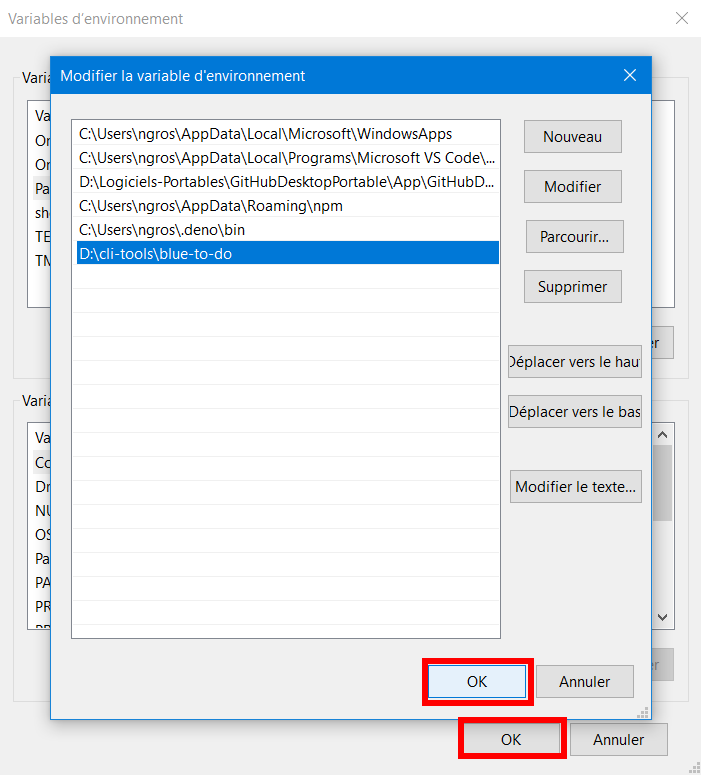 Variables d'environnement
Modifier la variable d'environnement
C:\Users\ngros\AppData\Local\Microsoft\WindowsApps
C:\Users\ngros\AppData\Local\Programs\Microsoft VS Code\...
D:\Logiciels-Portables\GitHubDesktopPortable\App\GitHubD...
C:\Users\ngros\AppData\Roaming\npm
C:\Users\ngros\.deno\bin
D:\cli-tools\blue-to-do
Nouveau
Modifier
Parcourir...
Supprimer
Déplacer vers le hau
Déplacer vers le bas
Modifier le texte...
OK
Annuler
OK
Annuler
Varia
Va
On
On
Pa
sh
TE
TM
er
Varia
Va
Co
Dr
NU
OS
Pa
PA
PR
er